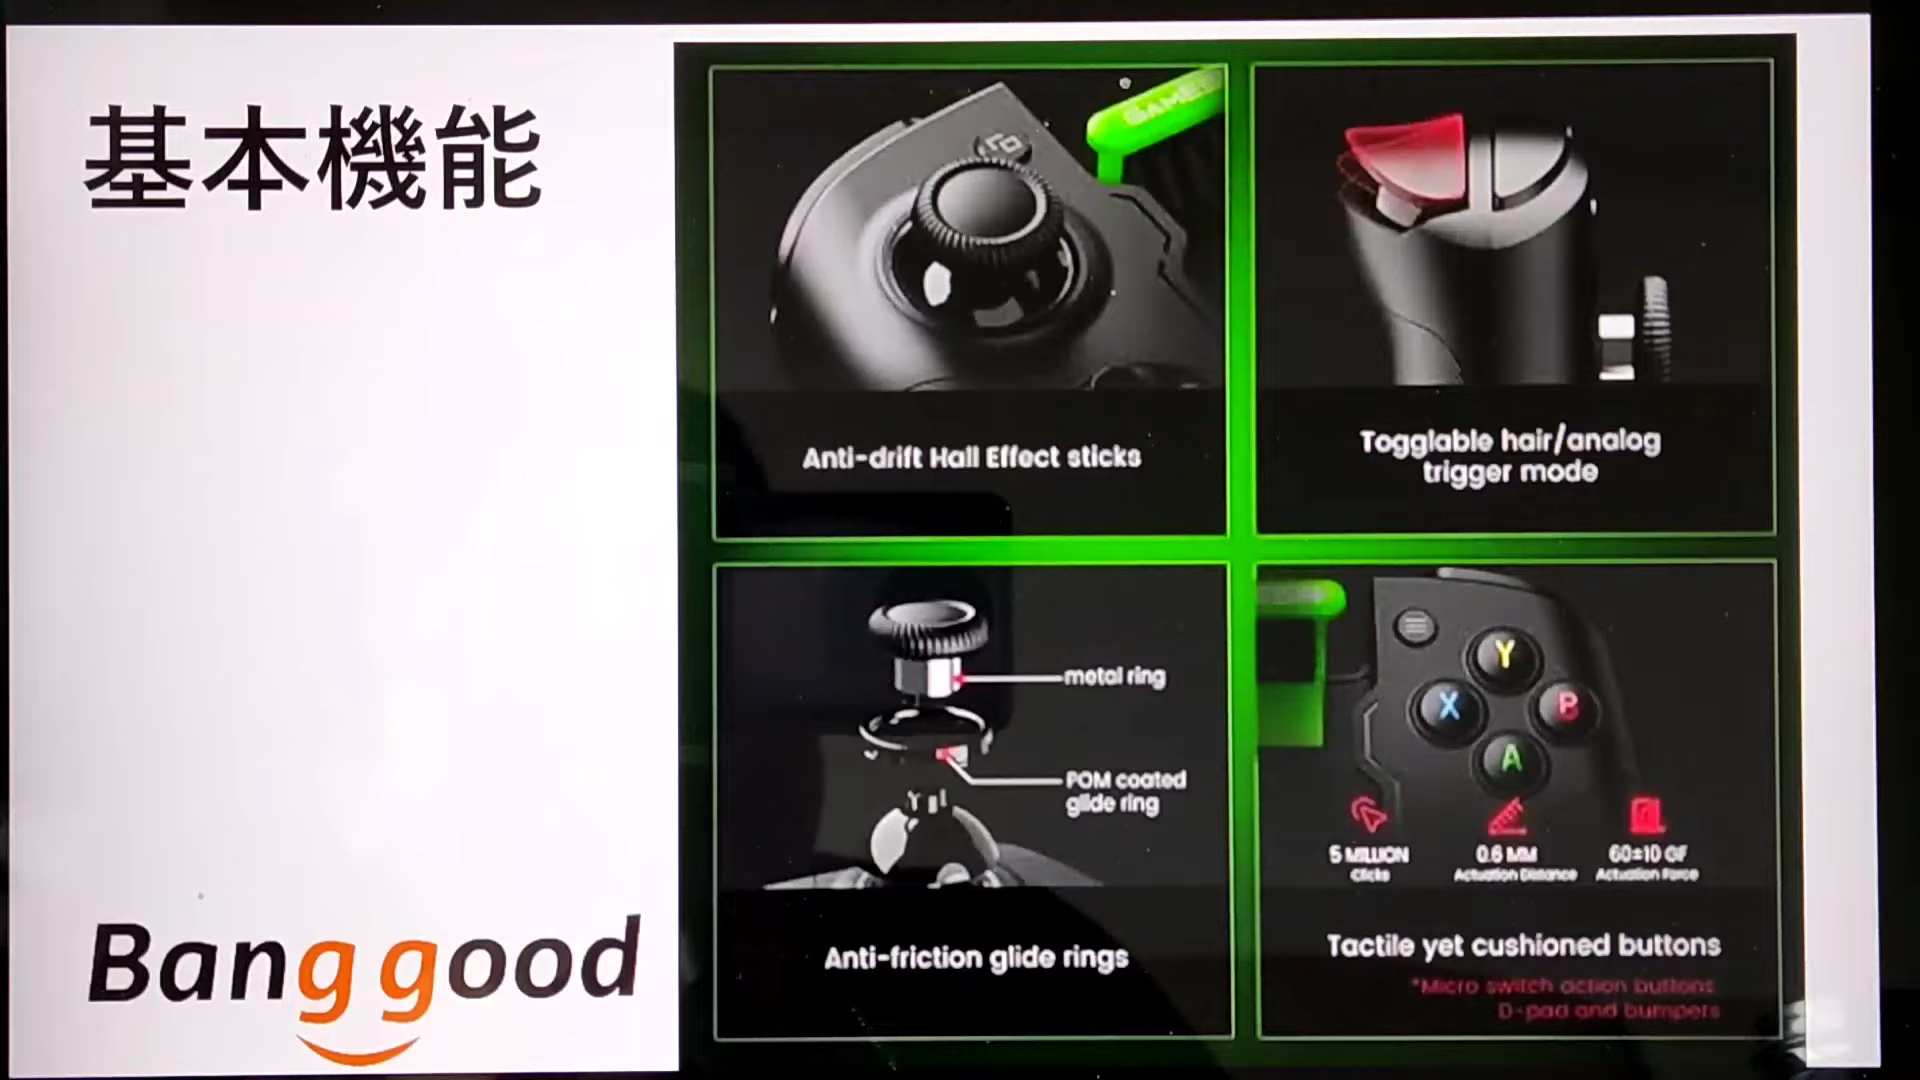 基本機能
Banggood
GAMES
Anti-drift Hall Effect sticks
Togglable hair/analog
trigger mode
metal ring
POM coated
glide ring
Anti-friction glide rings
Y
X
B
A
5 MILLION
Clicks
0.6 MM
Actuation Distance
60±10 GF
Actuation Force
Tactile yet cushioned buttons
*Micro switch action buttons
D-pad and bumpers